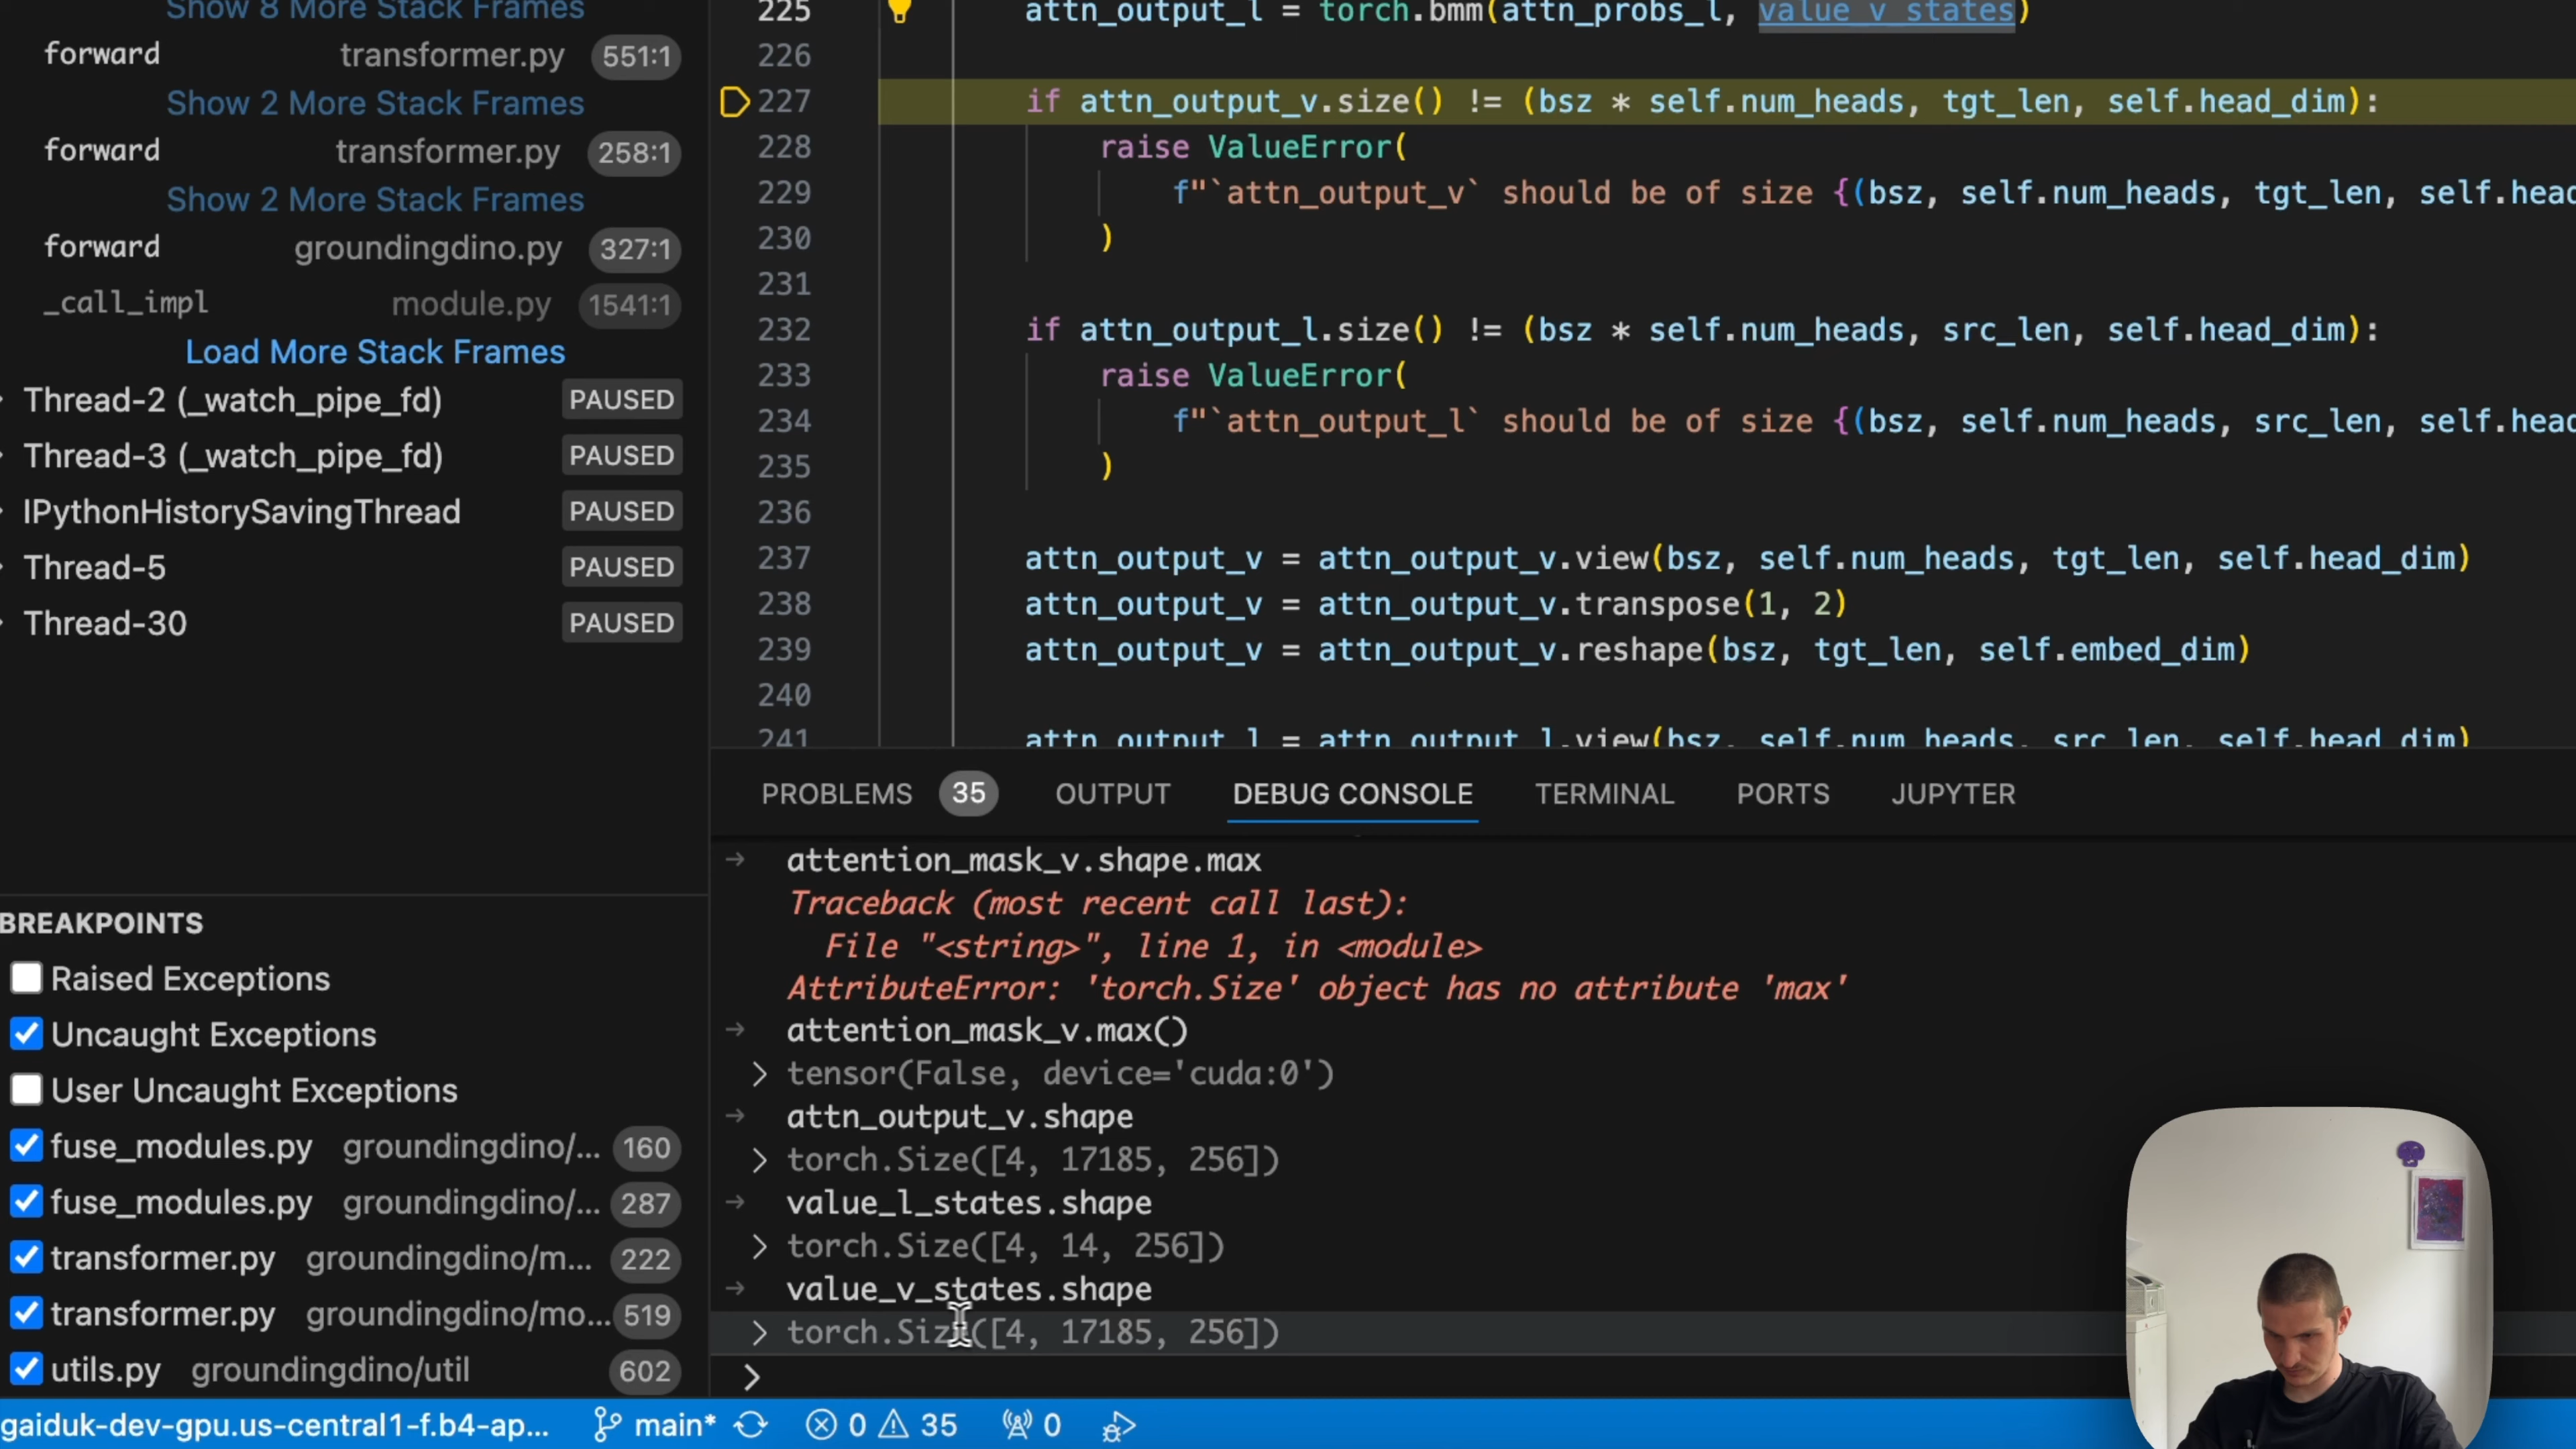 Show 8 More Stack Frames
forward transformer.py 551:1
Show 2 More Stack Frames
forward transformer.py 258:1
Show 2 More Stack Frames
forward groundingdino.py 327:1
_call_impl module.py 1541:1
Load More Stack Frames
Thread-2 (_watch_pipe_fd) PAUSED
Thread-3 (_watch_pipe_fd) PAUSED
IPythonHistorySavingThread PAUSED
Thread-5 PAUSED
Thread-30 PAUSED
BREAKPOINTS
Raised Exceptions
Uncaught Exceptions
User Uncaught Exceptions
fuse_modules.py groundingdino/... 160
fuse_modules.py groundingdino/... 287
transformer.py groundingdino/m... 222
transformer.py groundingdino/mo... 519
utils.py groundingdino/util 602
225 attn_output_l = torch.bmm(attn_probs_l, value_v_states)
226
227 if attn_output_v.size() != (bsz * self.num_heads, tgt_len, self.head_dim):
228 raise ValueError(
229 f"`attn_output_v` should be of size {(bsz, self.num_heads, tgt_len, self.head
230 )
231
232 if attn_output_l.size() != (bsz * self.num_heads, src_len, self.head_dim):
233 raise ValueError(
234 f"`attn_output_l` should be of size {(bsz, self.num_heads, src_len, self.head
235 )
236
237 attn_output_v = attn_output_v.view(bsz, self.num_heads, tgt_len, self.head_dim)
238 attn_output_v = attn_output_v.transpose(1, 2)
239 attn_output_v = attn_output_v.reshape(bsz, tgt_len, self.embed_dim)
240
241 attn_output_l = attn_output_l.view(bsz, self.num_heads, src_len, self.head_dim)
PROBLEMS 35 OUTPUT DEBUG CONSOLE TERMINAL PORTS JUPYTER
→ attention_mask_v.shape.max
Traceback (most recent call last):
File "<string>", line 1, in <module>
AttributeError: 'torch.Size' object has no attribute 'max'
→ attention_mask_v.max()
> tensor(False, device='cuda:0')
→ attn_output_v.shape
> torch.Size([4, 17185, 256])
→ value_l_states.shape
> torch.Size([4, 14, 256])
→ value_v_states.shape
> torch.Size([4, 17185, 256])
>
gaiduk-dev-gpu.us-central1-f.b4-ap... main* 0 35 0